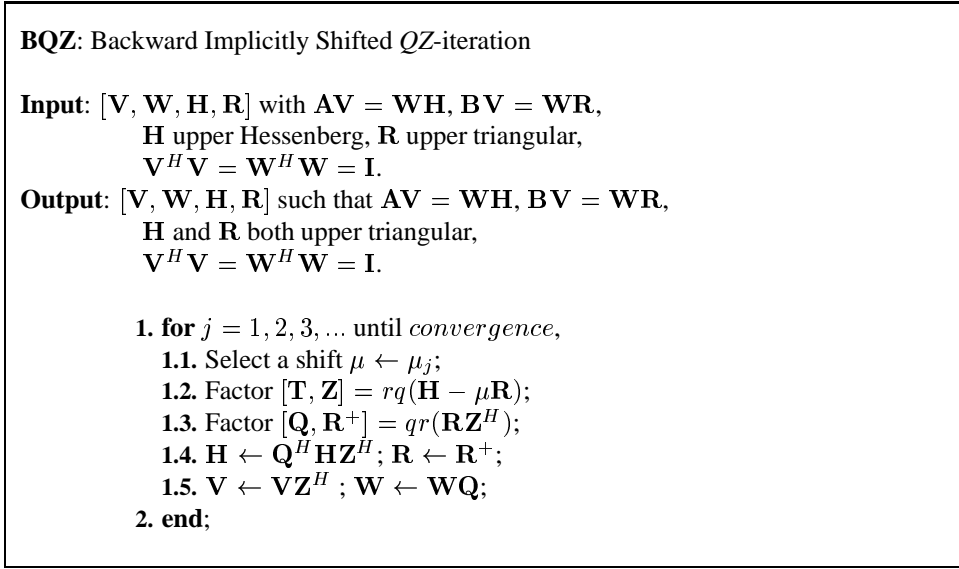 BQZ: Backward Implicitly Shifted QZ-iteration
Input: [V, W, H, R] with AV = WH, BV = WR,
H upper Hessenberg, R upper triangular,
V^H V = W^H W = I.
Output: [V, W, H, R] such that AV = WH, BV = WR,
H and R both upper triangular,
V^H V = W^H W = I.
1. for j = 1, 2, 3, ... until convergence,
1.1. Select a shift μ ← μ_j;
1.2. Factor [T, Z] = rq(H − μR);
1.3. Factor [Q, R^+] = qr(RZ^H);
1.4. H ← Q^H HZ^H; R ← R^+;
1.5. V ← VZ^H ; W ← WQ;
2. end;